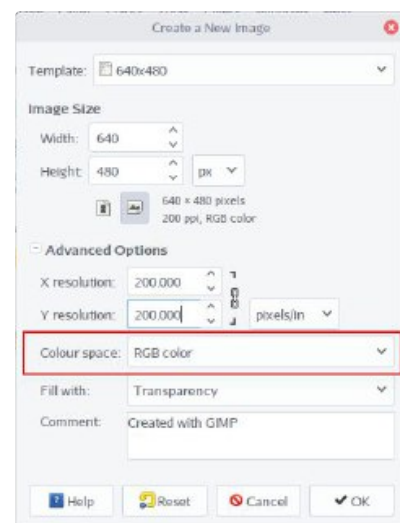 Create a New Image
Template: 640x480
Image Size
Width: 640
Height: 480 px
640 × 480 pixels
200 ppi, RGB color
Advanced Options
X resolution: 200.000
Y resolution: 200.000 pixels/in
Colour space: RGB color
Fill with: Transparency
Comment: Created with GIMP
Help Reset Cancel OK